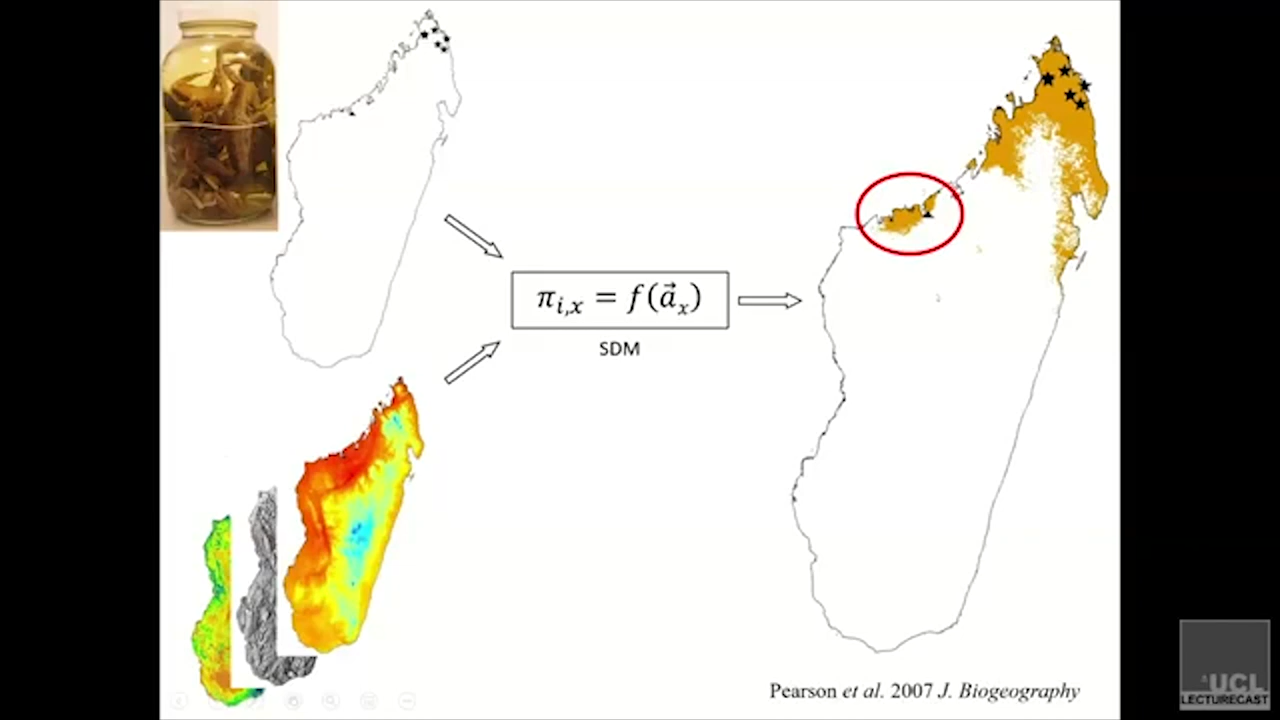 π_{i,x} = f(a⃗_x)
SDM
Pearson et al. 2007 J. Biogeography
UCL
LECTURECAST